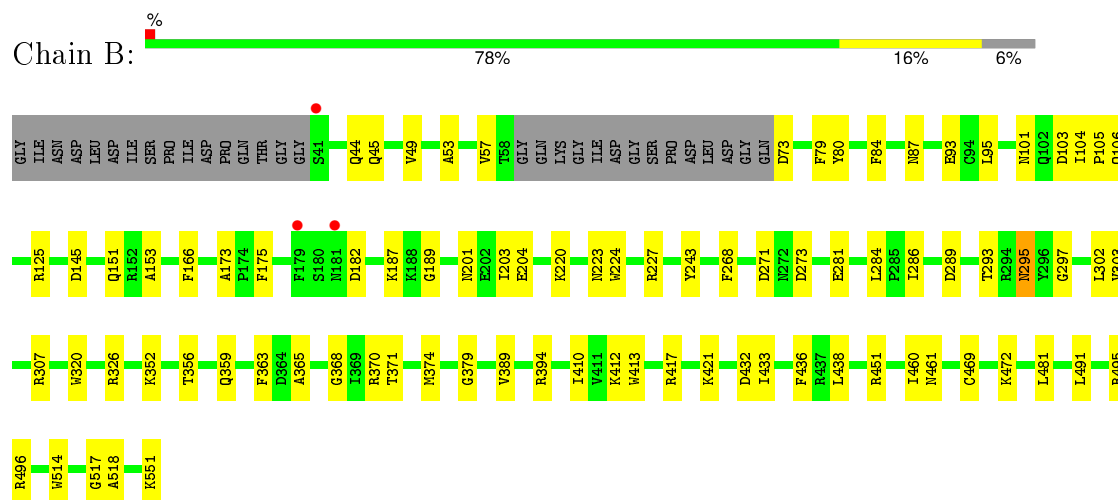 %
Chain B:
78% 16% 6%
GLY ILE ASN ASP LEU ASP ILE SER PRO ILE ASP PRO GLN THR GLY GLY S41 Q44 Q45 V49 A53 V57 T58 GLY GLN LYS GLY ILE ASP GLY SER PRO ASP LEU ASP GLY GLN D73 F79 Y80 F84 N87 E93 C94 L95 N101 Q102 D103 I104 P105
R125 D145 Q151 R152 A153 F166 A173 P174 F175 F179 S180 N181 D182 K187 K188 G189 N201 E202 I203 E204 K220 N223 W224 R227 Y243 F268 D271 N272 D273 E281 L284 P285 I286 D289 T293 R294 N295 Y296 G297 L302
R307 W320 R326 K352 T356 Q359 F363 D364 A365 G368 I369 R370 T371 M374 G379 V389 R394 I410 V411 K412 W413 R417 K421 D432 I433 F436 R437 L438 R451 I460 N461 C469 K472 L481 L491
R496 W514 G517 A518 K551